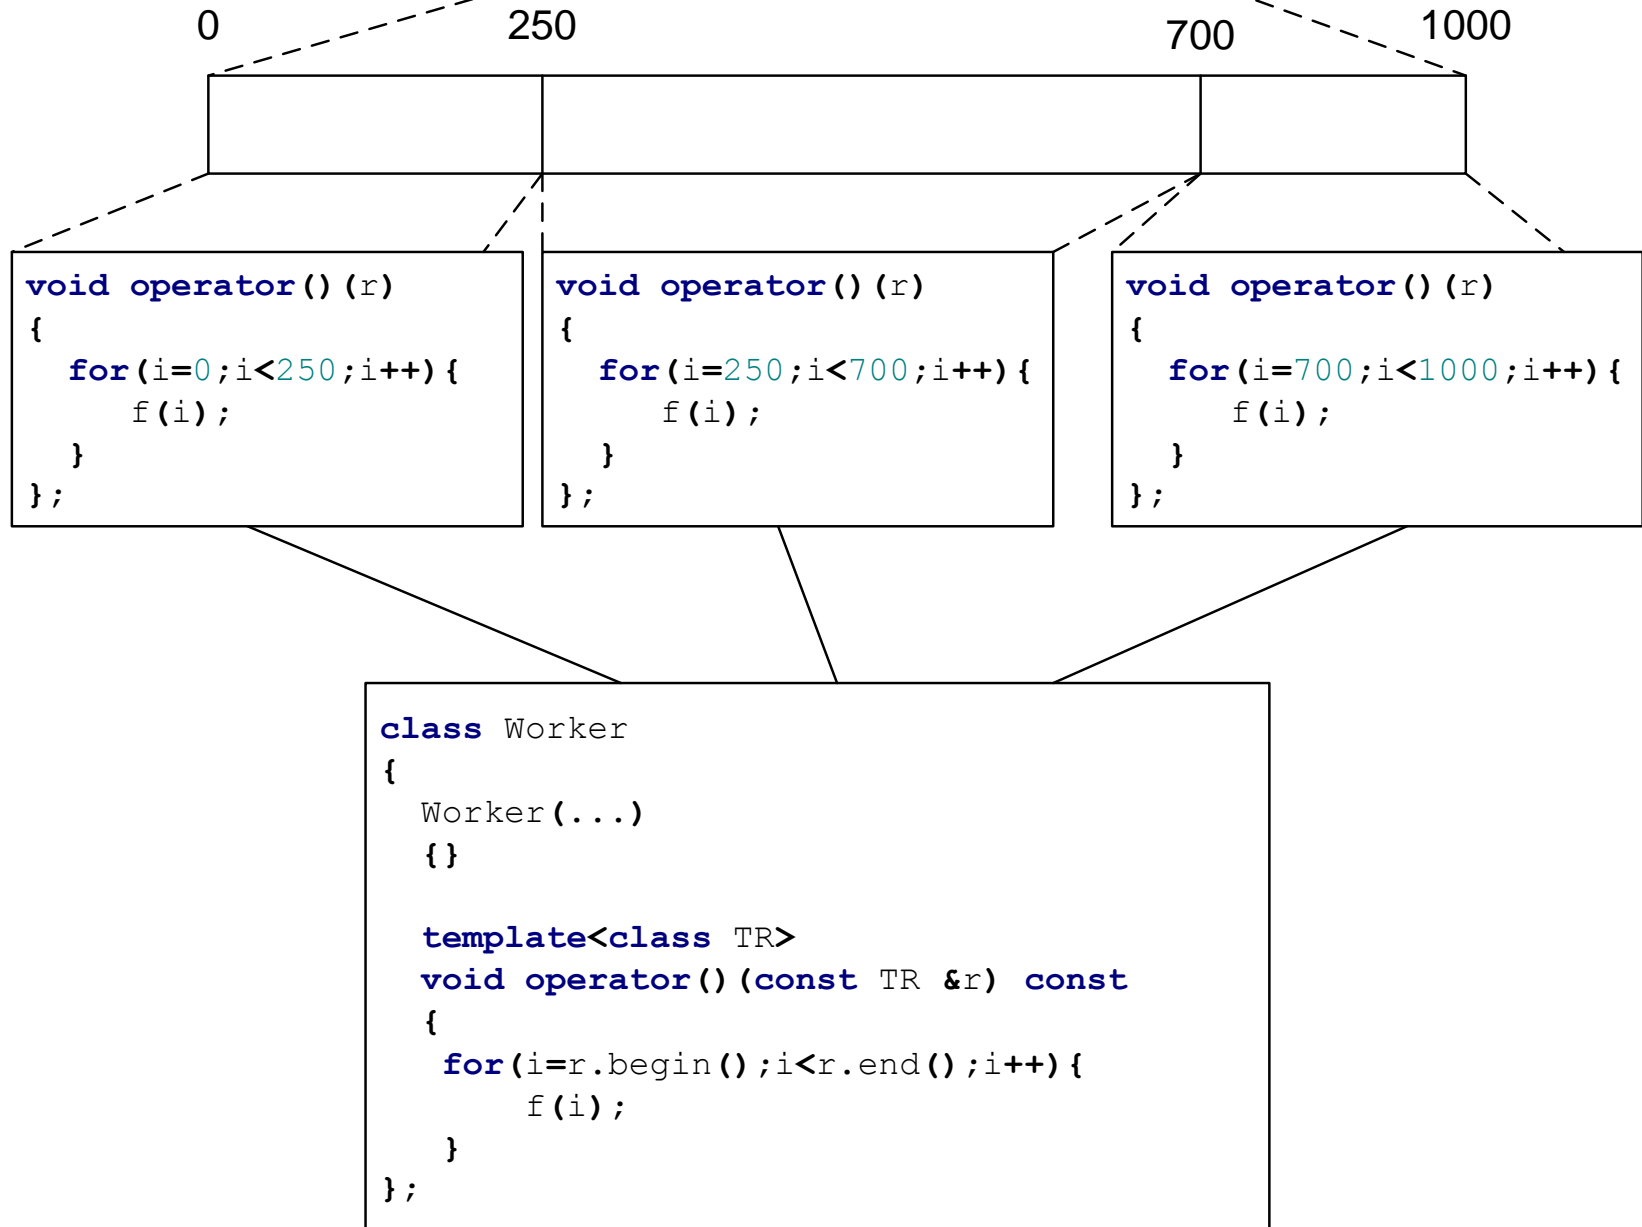 0 250 700 1000
void operator()(r)
{
for(i=0;i<250;i++){
f(i);
}
};
void operator()(r)
{
for(i=250;i<700;i++){
f(i);
}
};
void operator()(r)
{
for(i=700;i<1000;i++){
f(i);
}
};
class Worker
{
Worker(...)
{}
template<class TR>
void operator()(const TR &r) const
{
for(i=r.begin();i<r.end();i++){
f(i);
}
};